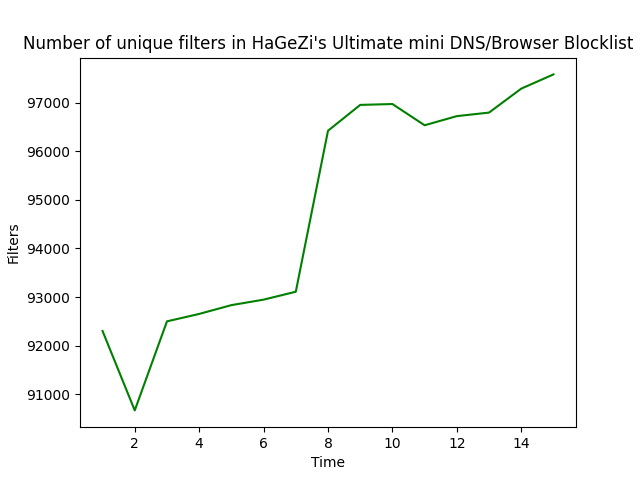 Number of unique filters in HaGeZi's Ultimate mini DNS/Browser Blocklist
97000
96000
95000
94000
93000
92000
91000
Filters
2 4 6 8 10 12 14
Time